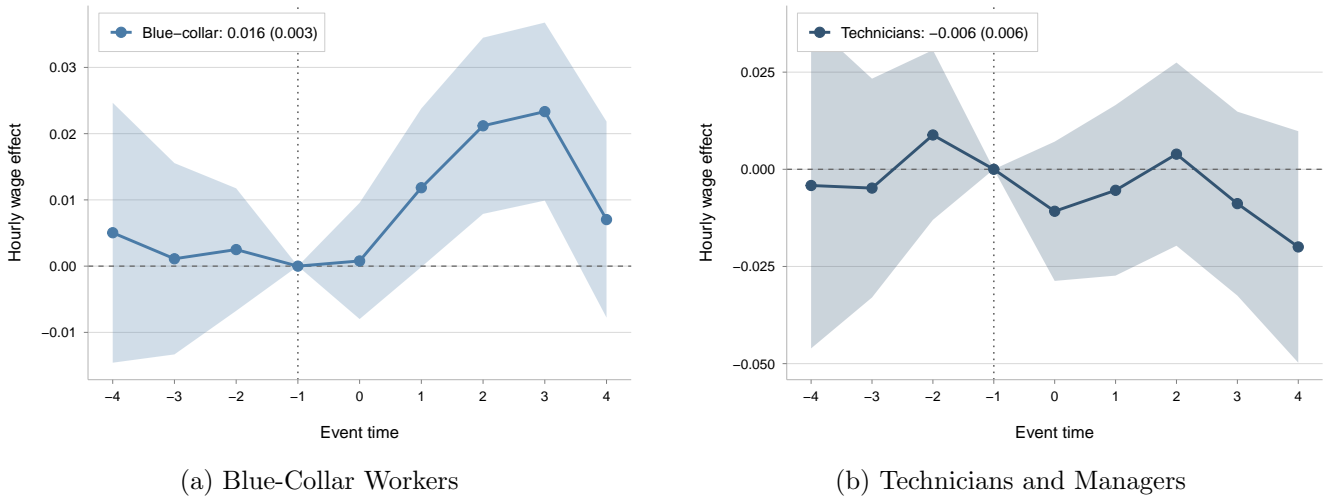 Blue−collar: 0.016 (0.003)
Hourly wage effect
0.03
0.02
0.01
0.00
−0.01
−4 −3 −2 −1 0 1 2 3 4
Event time
(a) Blue-Collar Workers
Technicians: −0.006 (0.006)
Hourly wage effect
0.025
0.000
−0.025
−0.050
−4 −3 −2 −1 0 1 2 3 4
Event time
(b) Technicians and Managers